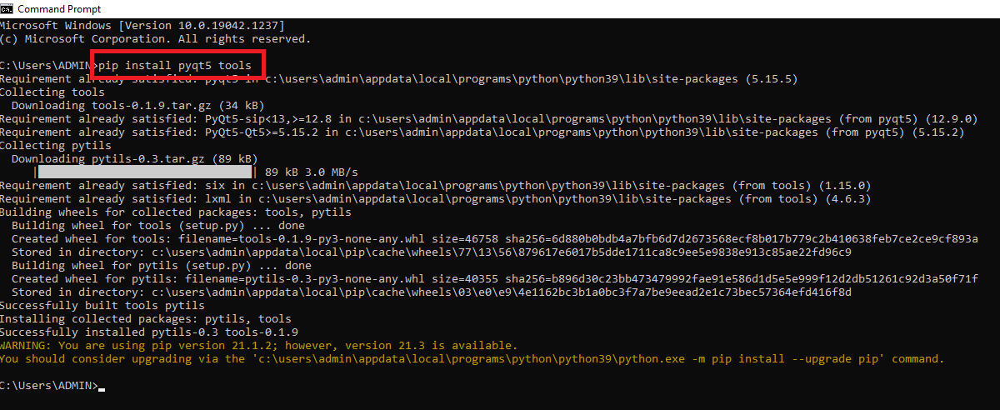 Command Prompt
Microsoft Windows [Version 10.0.19042.1237]
(c) Microsoft Corporation. All rights reserved.
C:\Users\ADMIN>pip install pyqt5 tools
Requirement already satisfied: pyqt5 in c:\users\admin\appdata\local\programs\python\python39\lib\site-packages (5.15.5)
Collecting tools
  Downloading tools-0.1.9.tar.gz (34 kB)
Requirement already satisfied: PyQt5-sip<13,>=12.8 in c:\users\admin\appdata\local\programs\python\python39\lib\site-packages (from pyqt5) (12.9.0)
Requirement already satisfied: PyQt5-Qt5>=5.15.2 in c:\users\admin\appdata\local\programs\python\python39\lib\site-packages (from pyqt5) (5.15.2)
Collecting pytils
  Downloading pytils-0.3.tar.gz (89 kB)
     |████████████████████████████████| 89 kB 3.0 MB/s
Requirement already satisfied: six in c:\users\admin\appdata\local\programs\python\python39\lib\site-packages (from tools) (1.15.0)
Requirement already satisfied: lxml in c:\users\admin\appdata\local\programs\python\python39\lib\site-packages (from tools) (4.6.3)
Building wheels for collected packages: tools, pytils
  Building wheel for tools (setup.py) ... done
  Created wheel for tools: filename=tools-0.1.9-py3-none-any.whl size=46758 sha256=6d880b0bdb4a7bfb6d7d2673568ecf8b017b779c2b410638feb7ce2ce9cf893a
  Stored in directory: c:\users\admin\appdata\local\pip\cache\wheels\77\13\56\879617e6017b5dde1711ca8c9ee5e9838e913c85ae22fd96c9
  Building wheel for pytils (setup.py) ... done
  Created wheel for pytils: filename=pytils-0.3-py3-none-any.whl size=40355 sha256=b896d30c23bb473479992fae91e586d1d5e5e999f12d2db51261c92d3a50f71f
  Stored in directory: c:\users\admin\appdata\local\pip\cache\wheels\03\e0\e9\4e1162bc3b1a0bc3f7a7be9eead2e1c73bec57364efd416f8d
Successfully built tools pytils
Installing collected packages: pytils, tools
Successfully installed pytils-0.3 tools-0.1.9
WARNING: You are using pip version 21.1.2; however, version 21.3 is available.
You should consider upgrading via the 'c:\users\admin\appdata\local\programs\python\python39\python.exe -m pip install --upgrade pip' command.
C:\Users\ADMIN>